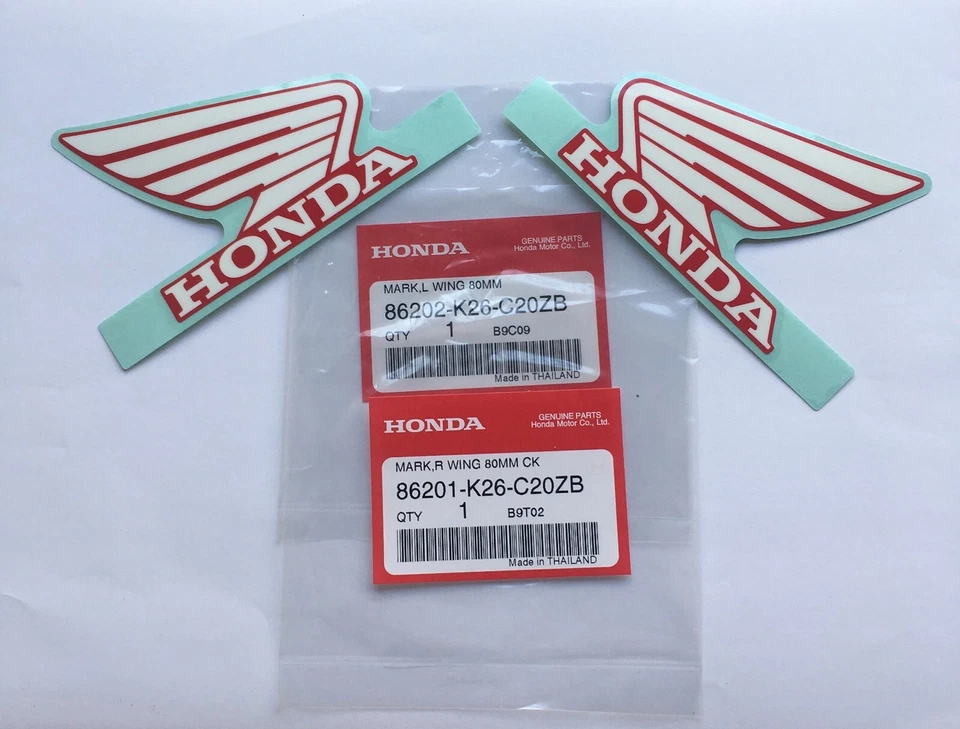 HONDA
HONDA
HONDA
GENUINE PARTS
Honda Motor Co., Ltd.
MARK,L WING 80MM
86202-K26-C20ZB
QTY 1 B9C09
Made in THAILAND
HONDA
GENUINE PARTS
Honda Motor Co., Ltd.
MARK,R WING 80MM CK
86201-K26-C20ZB
QTY 1 B9T02
Made in THAILAND